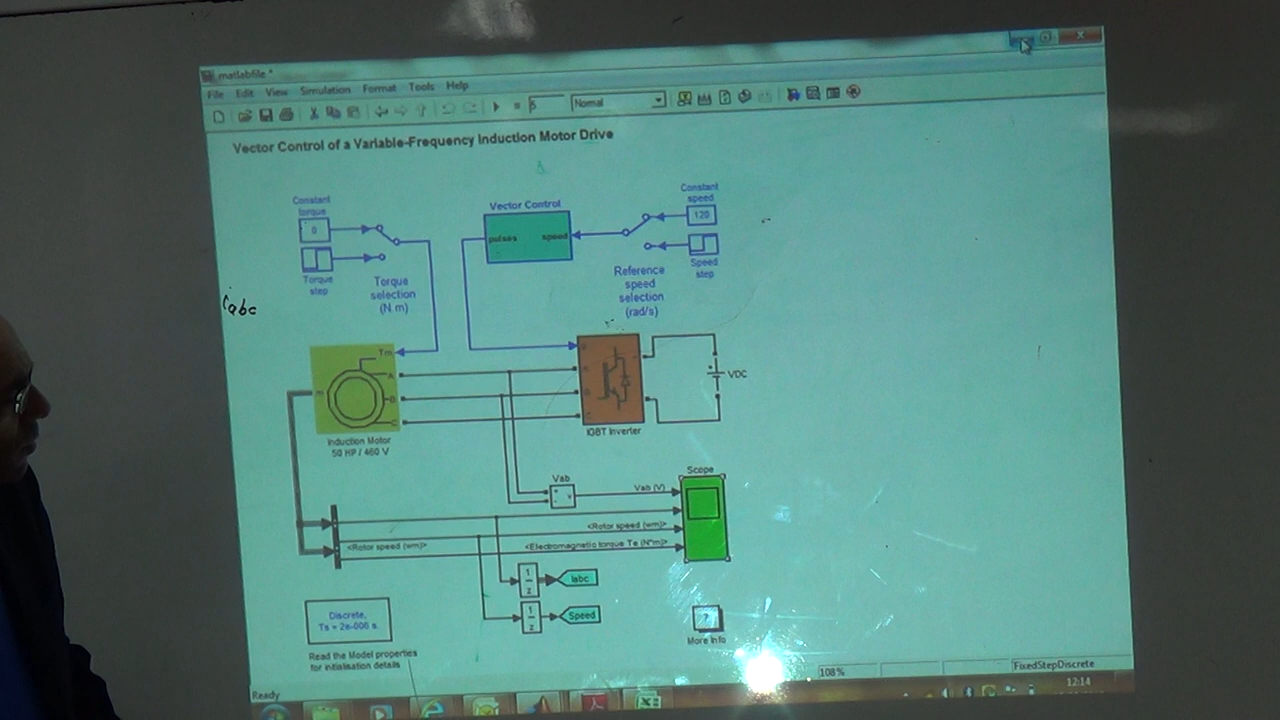 matlabfile *
File Edit View Simulation Format Tools Help
Normal
Vector Control of a Variable-Frequency Induction Motor Drive
Constant
torque
0
Torque
step
Torque
selection
(N m)
Vector Control
pulses speed
Constant
speed
120
Speed
step
Reference
speed
selection
(rad/s)
iabc
Tm
m
A
B
C
Induction Motor
50 HP / 460 V
IGBT Inverter
VDC
Vab
Vab (V)
Scope
<Rotor speed (wm)>
<Rotor speed (wm)>
<Electromagnetic torque Te (N*m)>
1
z
Iabc
1
z
Speed
Discrete,
Ts = 2e-006 s.
Read the Model properties
for initialisation details
?
More Info
Ready
108%
FixedStepDiscrete
12:14